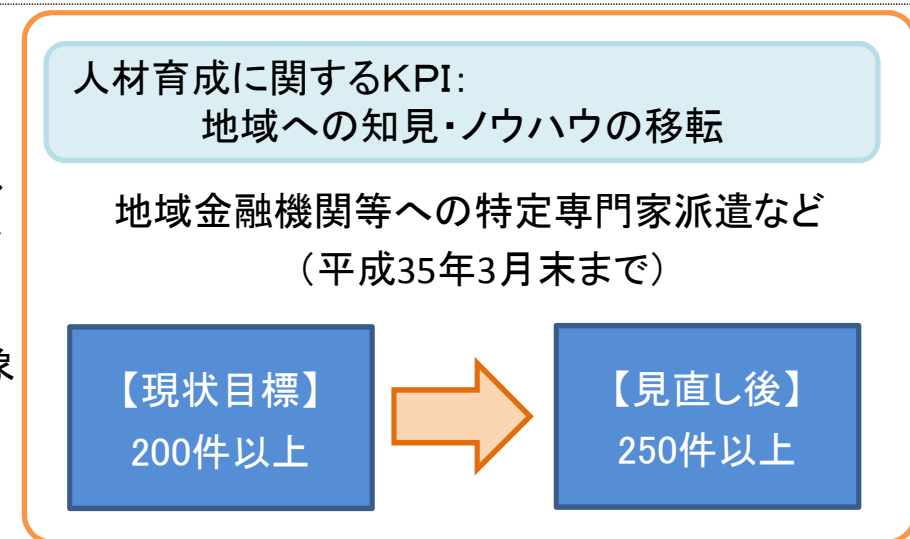 人材育成に関するKPI:
地域への知見・ノウハウの移転
地域金融機関等への特定専門家派遣など
（平成35年3月末まで）
【現状目標】
200件以上
【見直し後】
250件以上
象